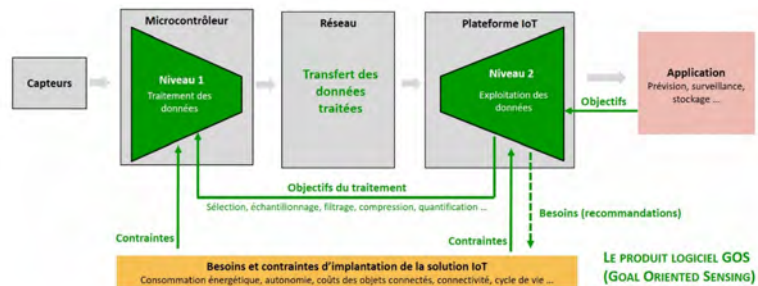 Microcontrôleur
Réseau
Plateforme IoT
Capteurs
Niveau 1
Traitement des
données
Transfert des
données
traitées
Niveau 2
Exploitation des
données
Application
Prévision, surveillance,
stockage ...
Objectifs
Objectifs du traitement
Sélection, échantillonnage, filtrage, compression, quantification ...
Besoins (recommandations)
Contraintes
Contraintes
Besoins et contraintes d'implantation de la solution IoT
Consommation énergétique, autonomie, coûts des objets connectés, connectivité, cycle de vie ...
LE PRODUIT LOGICIEL GOS
(GOAL ORIENTED SENSING)